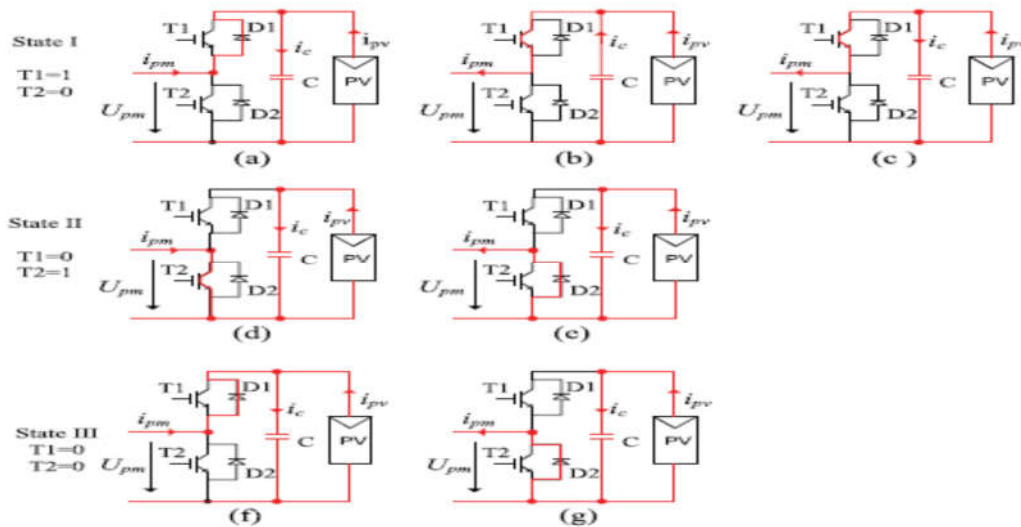 State I
T1=1
T2=0
T1
D1
i_pm
i_c
i_pv
C
PV
T2
D2
U_pm
(a)
T1
D1
i_pm
i_c
i_pv
C
PV
T2
D2
U_pm
(b)
T1
D1
i_pm
i_c
i_pv
C
PV
T2
D2
U_pm
(c)
State II
T1=0
T2=1
T1
D1
i_pm
i_c
i_pv
C
PV
T2
D2
U_pm
(d)
T1
D1
i_pm
i_c
i_pv
C
PV
T2
D2
U_pm
(e)
State III
T1=0
T2=0
T1
D1
i_pm
i_c
i_pv
C
PV
T2
D2
U_pm
(f)
T1
D1
i_pm
i_c
i_pv
C
PV
T2
D2
U_pm
(g)